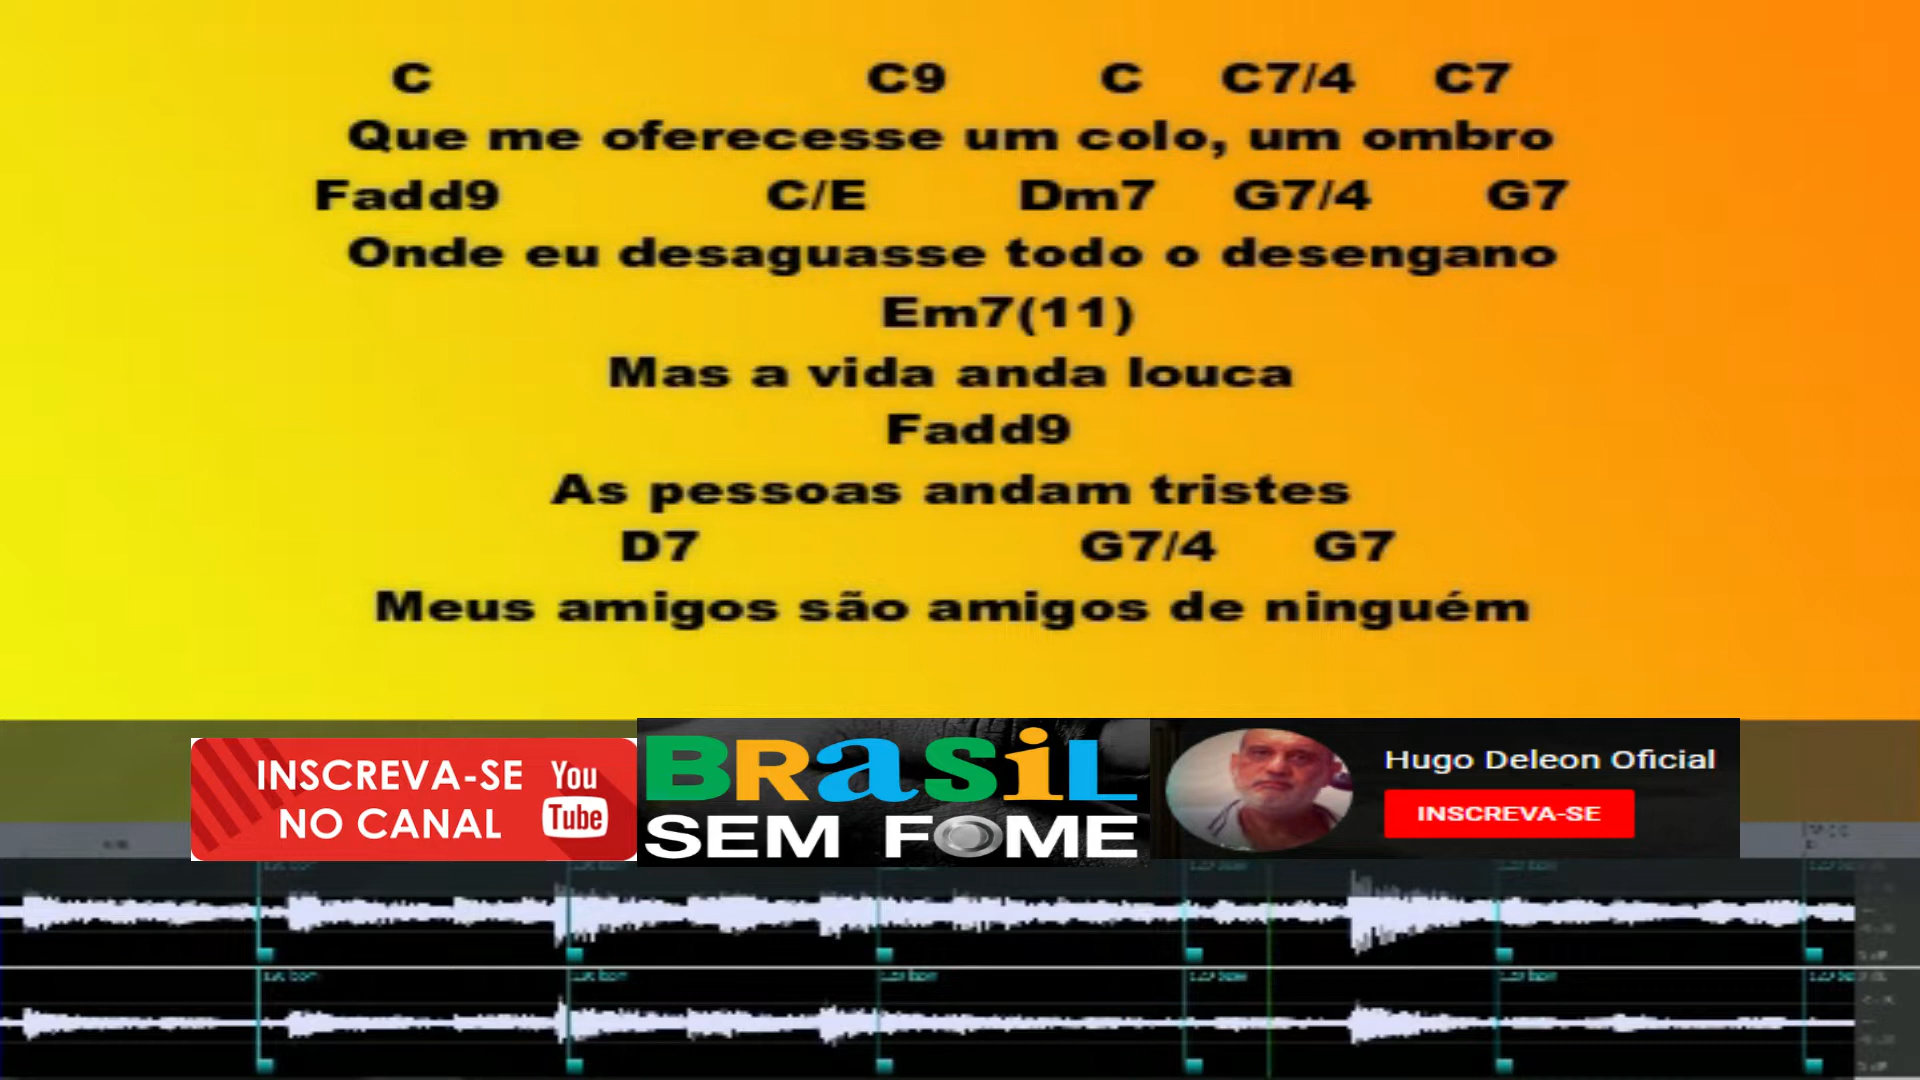 C C9 C C7/4 C7
Que me oferecesse um colo, um ombro
Fadd9 C/E Dm7 G7/4 G7
Onde eu desaguasse todo o desengano
Em7(11)
Mas a vida anda louca
Fadd9
As pessoas andam tristes
D7 G7/4 G7
Meus amigos são amigos de ninguém
INSCREVA-SE
NO CANAL
You
Tube
BRASIL
SEM FOME
Hugo Deleon Oficial
INSCREVA-SE